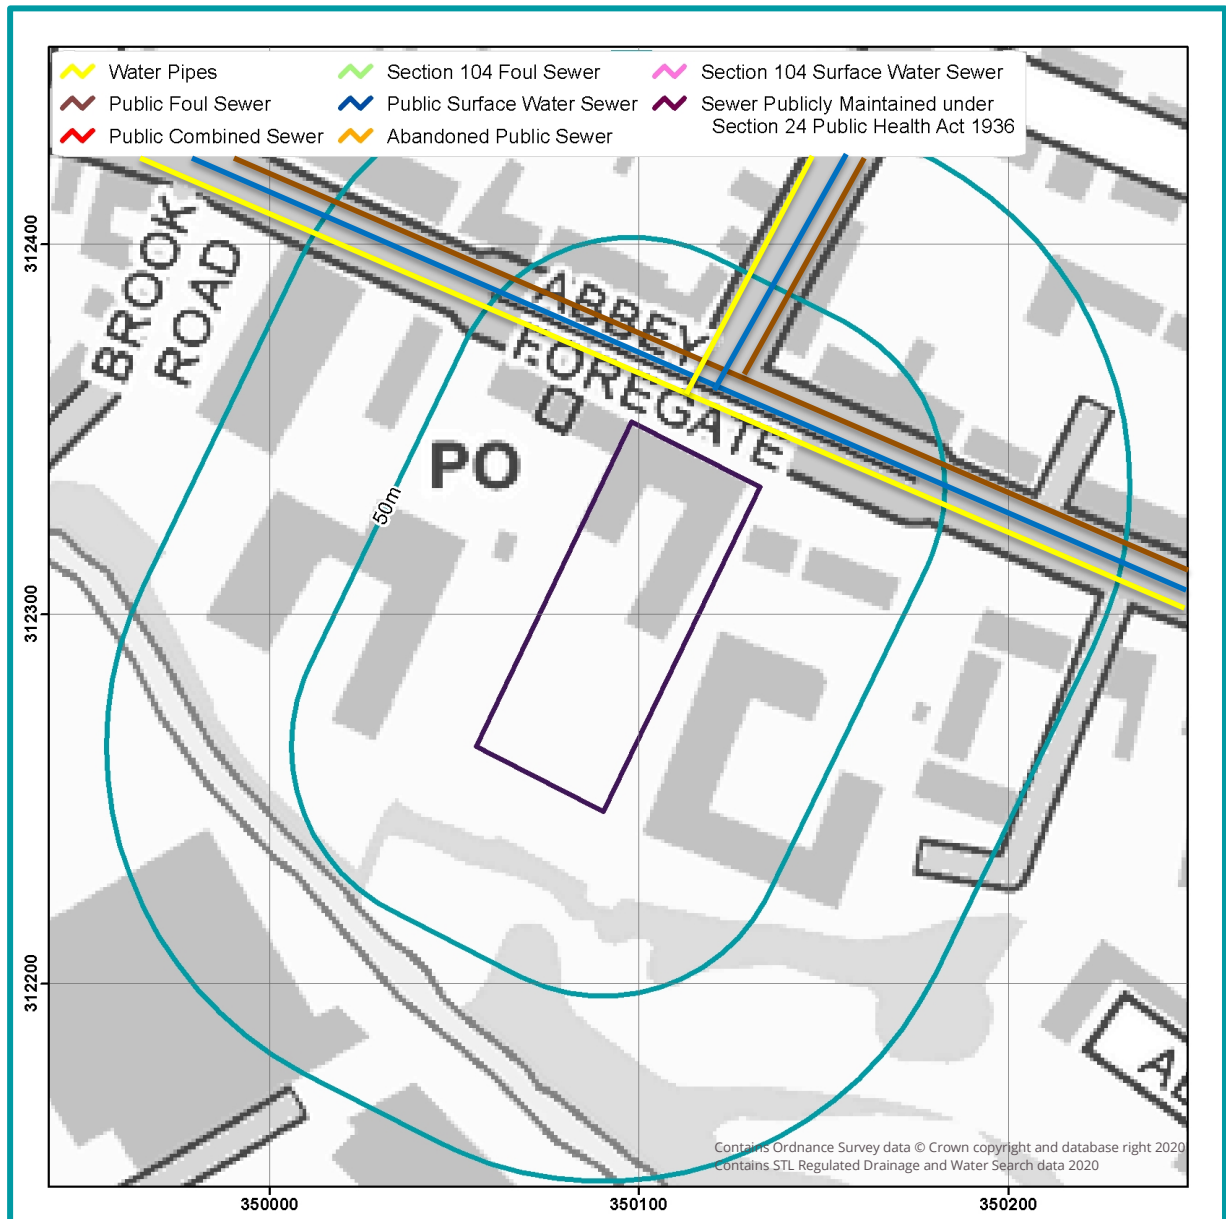 Water Pipes
Section 104 Foul Sewer
Section 104 Surface Water Sewer
Public Foul Sewer
Public Surface Water Sewer
Sewer Publicly Maintained under
Section 24 Public Health Act 1936
Public Combined Sewer
Abandoned Public Sewer
BROOK
ROAD
ABBEY
FOREGATE
PO
50m
312400
312300
312200
350000
350100
350200
Contains Ordnance Survey data © Crown copyright and database right 2020
Contains STL Regulated Drainage and Water Search data 2020